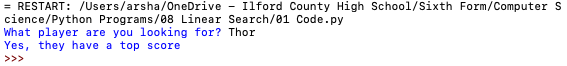 = RESTART: /Users/arsha/OneDrive - Ilford County High School/Sixth Form/Computer S
cience/Python Programs/08 Linear Search/01 Code.py
What player are you looking for? Thor
Yes, they have a top score
>>>